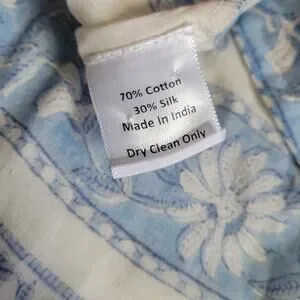 70% Cotton
30% Silk
Made In India
Dry Clean Only